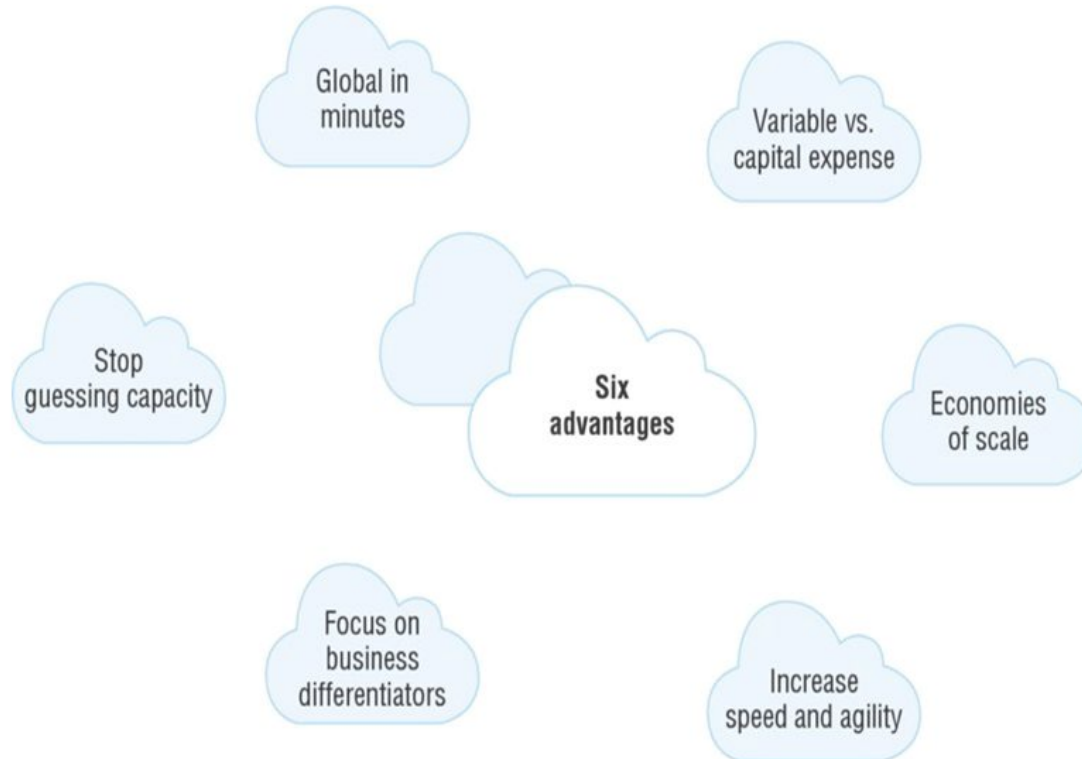 Global in
minutes
Variable vs.
capital expense
Stop
guessing capacity
Six
advantages
Economies
of scale
Focus on
business
differentiators
Increase
speed and agility